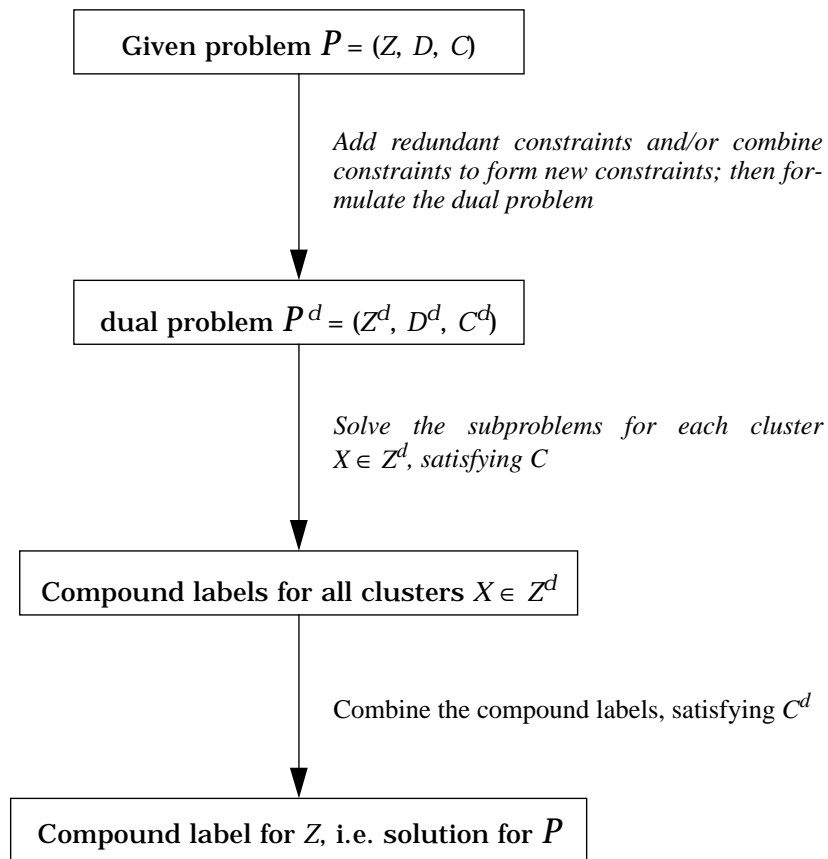 Given problem P = (Z, D, C)
Add redundant constraints and/or combine
constraints to form new constraints; then for-
mulate the dual problem
dual problem P^d = (Z^d, D^d, C^d)
Solve the subproblems for each cluster
X ∈ Z^d, satisfying C
Compound labels for all clusters X ∈ Z^d
Combine the compound labels, satisfying C^d
Compound label for Z, i.e. solution for P